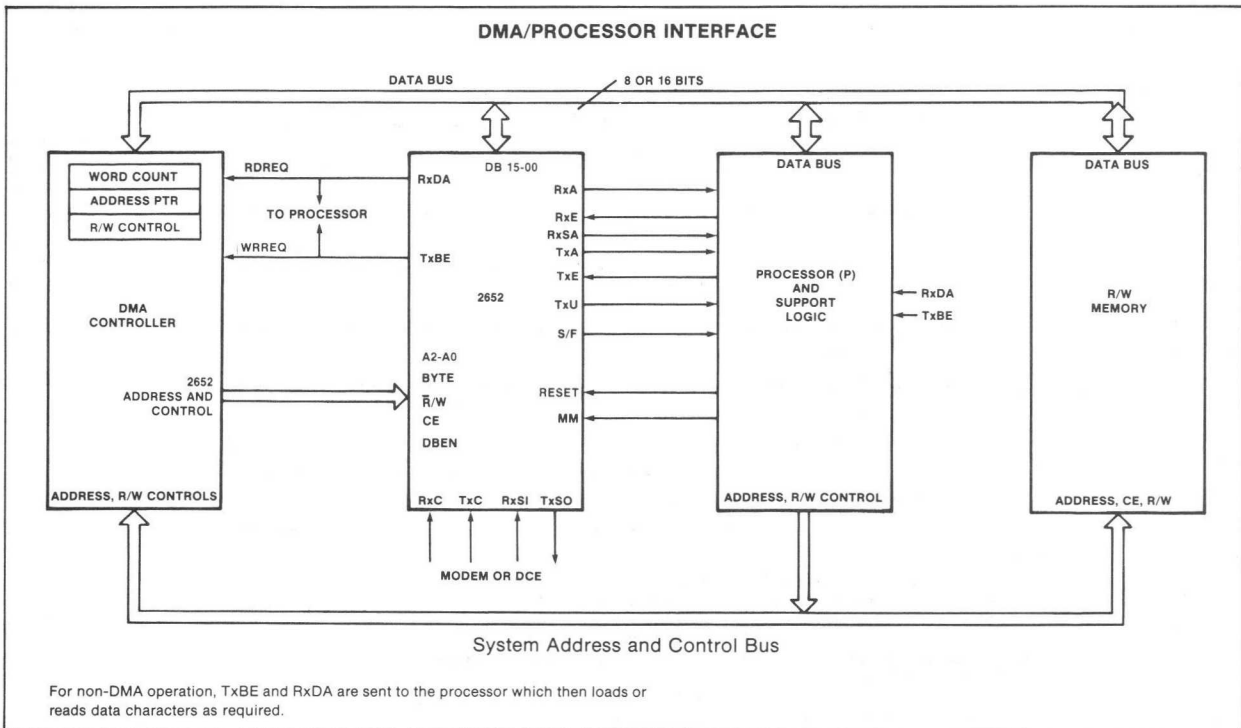 DMA/PROCESSOR INTERFACE
DATA BUS
8 OR 16 BITS
WORD COUNT
ADDRESS PTR
R/W CONTROL
DMA
CONTROLLER
2652
ADDRESS AND
CONTROL
ADDRESS, R/W CONTROLS
RDREQ
TO PROCESSOR
WRREQ
DB 15-00
RxDA
TxBE
2652
A2-A0
BYTE
R̅/W
CE
DBEN
RxA
RxE
RxSA
TxA
TxE
TxU
S/F
RESET
MM
RxC TxC RxSI TxSO
MODEM OR DCE
DATA BUS
PROCESSOR (P)
AND
SUPPORT
LOGIC
ADDRESS, R/W CONTROL
RxDA
TxBE
DATA BUS
R/W
MEMORY
ADDRESS, CE, R/W
System Address and Control Bus
For non-DMA operation, TxBE and RxDA are sent to the processor which then loads or
reads data characters as required.